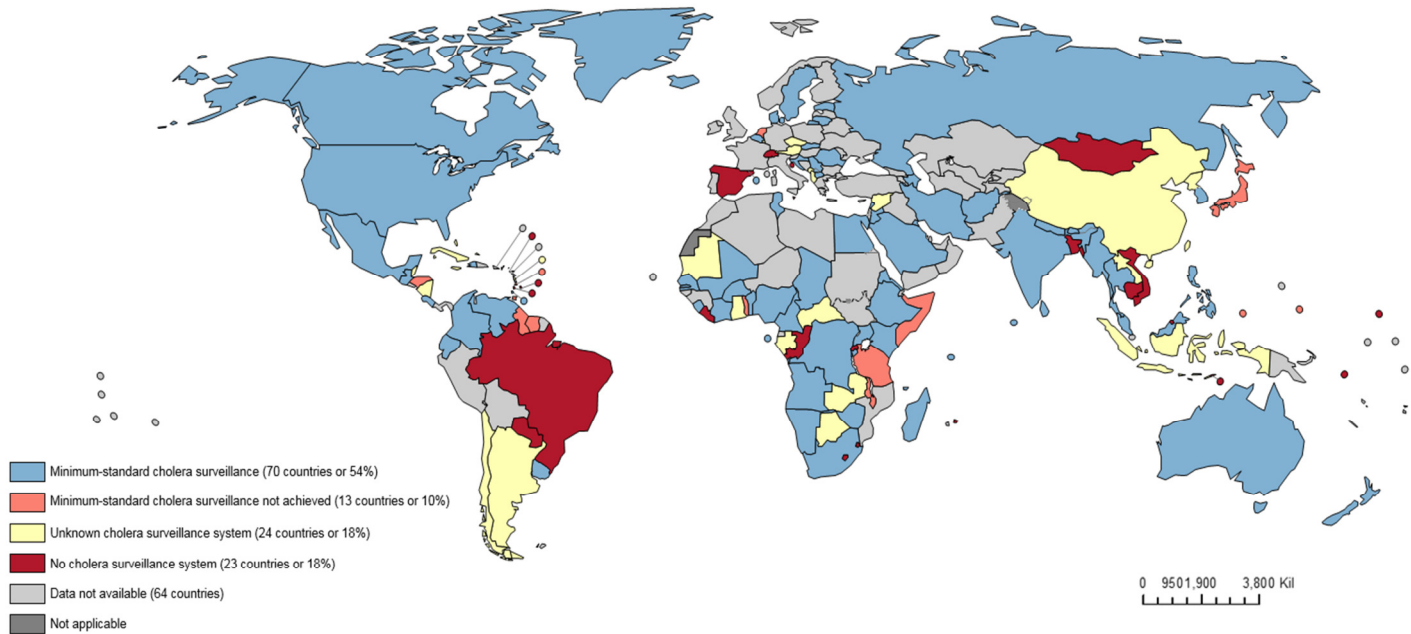 Minimum-standard cholera surveillance (70 countries or 54%)
Minimum-standard cholera surveillance not achieved (13 countries or 10%)
Unknown cholera surveillance system (24 countries or 18%)
No cholera surveillance system (23 countries or 18%)
Data not available (64 countries)
Not applicable
0 9501,900 3,800 Kil